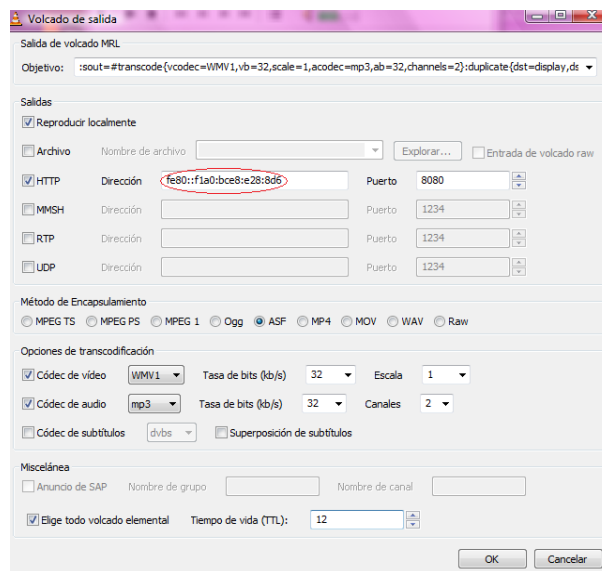 Volcado de salida
Salida de volcado MRL
Objetivo: :sout=#transcode{vcodec=WMV1,vb=32,scale=1,acodec=mp3,ab=32,channels=2}:duplicate{dst=display,ds
Salidas
Reproducir localmente
Archivo Nombre de archivo Explorar... Entrada de volcado raw
HTTP Dirección fe80::f1a0:bce8:e28:8d6 Puerto 8080
MMSH Dirección Puerto 1234
RTP Dirección Puerto 1234
UDP Dirección Puerto 1234
Método de Encapsulamiento
MPEG TS MPEG PS MPEG 1 Ogg ASF MP4 MOV WAV Raw
Opciones de transcodificación
Códec de vídeo WMV1 Tasa de bits (kb/s) 32 Escala 1
Códec de audio mp3 Tasa de bits (kb/s) 32 Canales 2
Códec de subtítulos dvbs Superposición de subtítulos
Miscelánea
Anuncio de SAP Nombre de grupo Nombre de canal
Elige todo volcado elemental Tiempo de vida (TTL): 12
OK Cancelar